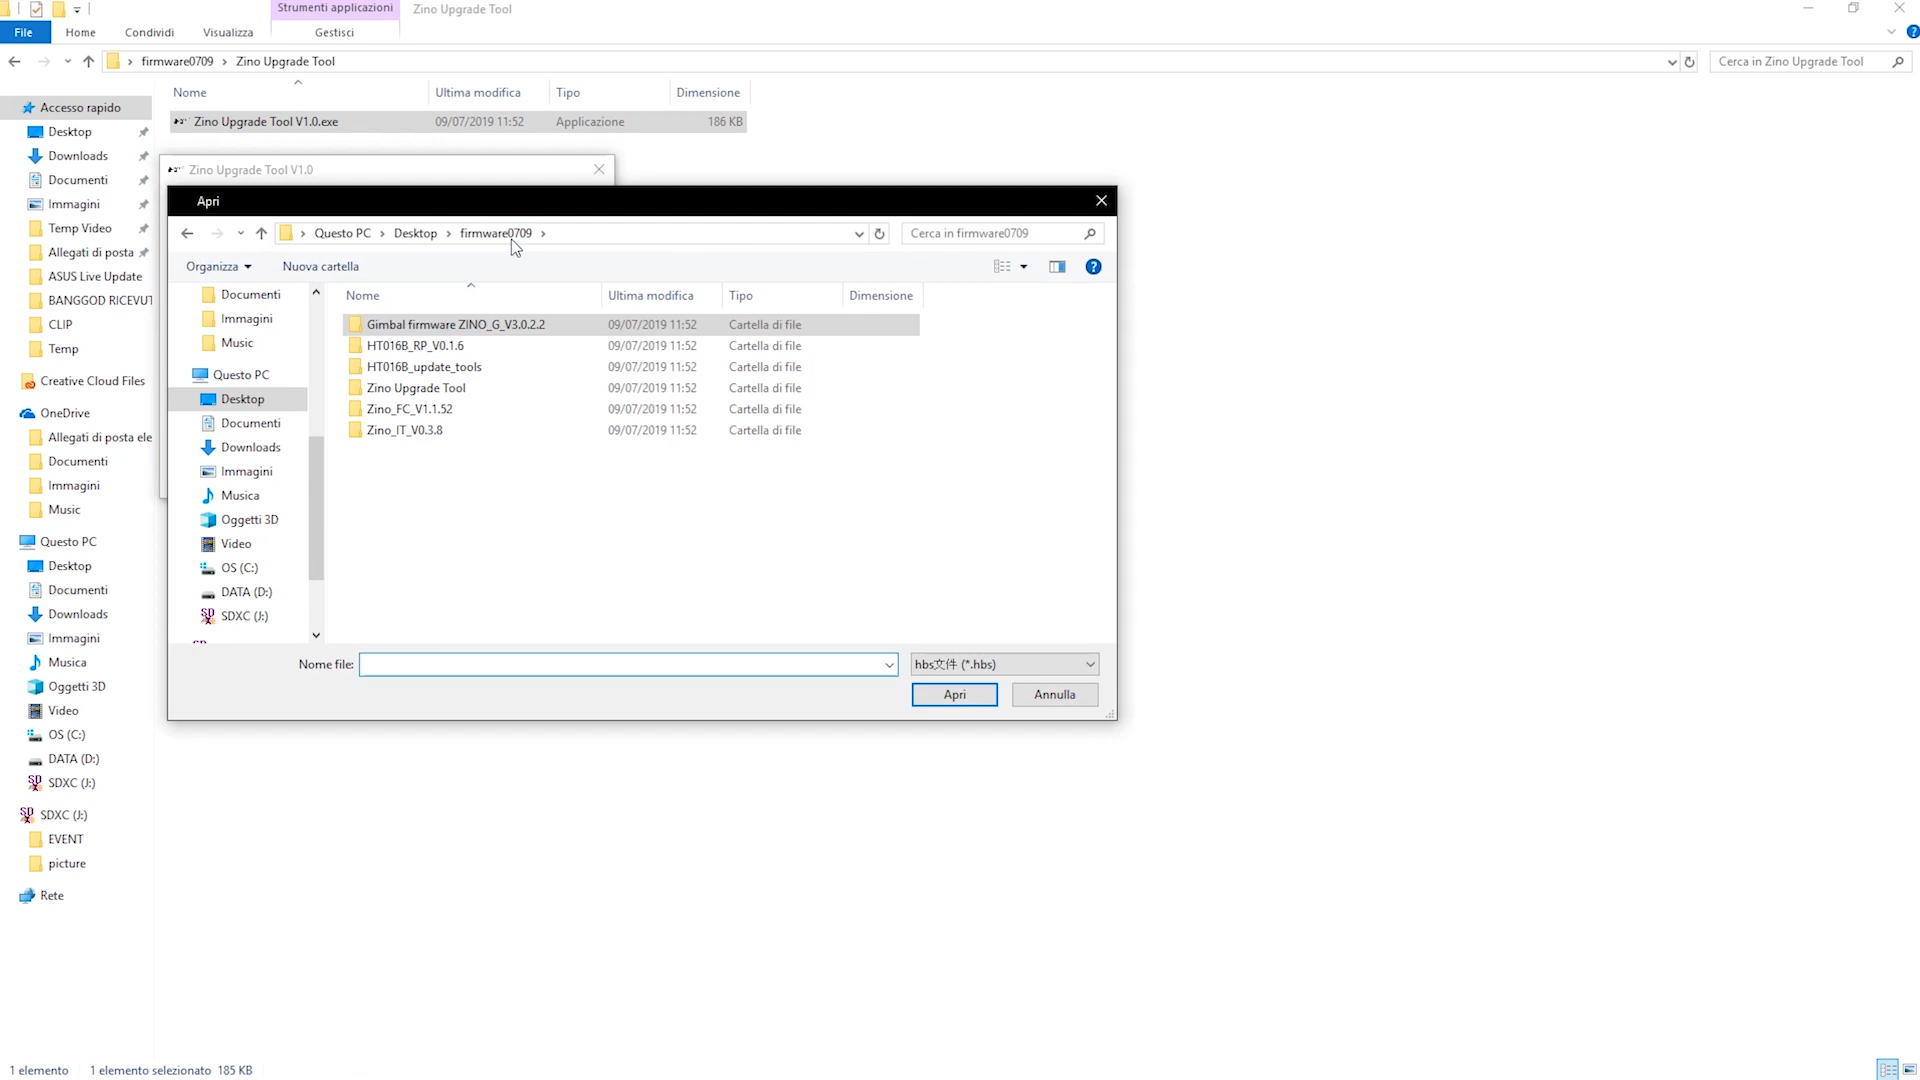 Strumenti applicazioni
Zino Upgrade Tool
File
Home
Condividi
Visualizza
Gestisci
firmware0709 › Zino Upgrade Tool
Cerca in Zino Upgrade Tool
Nome
Ultima modifica
Tipo
Dimensione
Zino Upgrade Tool V1.0.exe
09/07/2019 11:52
Applicazione
186 KB
Accesso rapido
Desktop
Downloads
Documenti
Immagini
Temp Video
Allegati di posta
ASUS Live Update
BANGGOD RICEVUT
CLIP
Temp
Creative Cloud Files
OneDrive
Allegati di posta ele
Documenti
Immagini
Music
Questo PC
Desktop
Documenti
Downloads
Immagini
Musica
Oggetti 3D
Video
OS (C:)
DATA (D:)
SDXC (J:)
SDXC (J:)
EVENT
picture
Rete
Zino Upgrade Tool V1.0
Apri
Questo PC › Desktop › firmware0709 ›
Cerca in firmware0709
Organizza
Nuova cartella
Documenti
Immagini
Music
Questo PC
Desktop
Documenti
Downloads
Immagini
Musica
Oggetti 3D
Video
OS (C:)
DATA (D:)
SDXC (J:)
Nome Ultima modifica Tipo Dimensione
Gimbal firmware ZINO_G_V3.0.2.2 09/07/2019 11:52 Cartella di file
HT016B_RP_V0.1.6 09/07/2019 11:52 Cartella di file
HT016B_update_tools 09/07/2019 11:52 Cartella di file
Zino Upgrade Tool 09/07/2019 11:52 Cartella di file
Zino_FC_V1.1.52 09/07/2019 11:52 Cartella di file
Zino_IT_V0.3.8 09/07/2019 11:52 Cartella di file
Nome file:
hbs文件 (*.hbs)
Apri
Annulla
1 elemento
1 elemento selezionato 185 KB